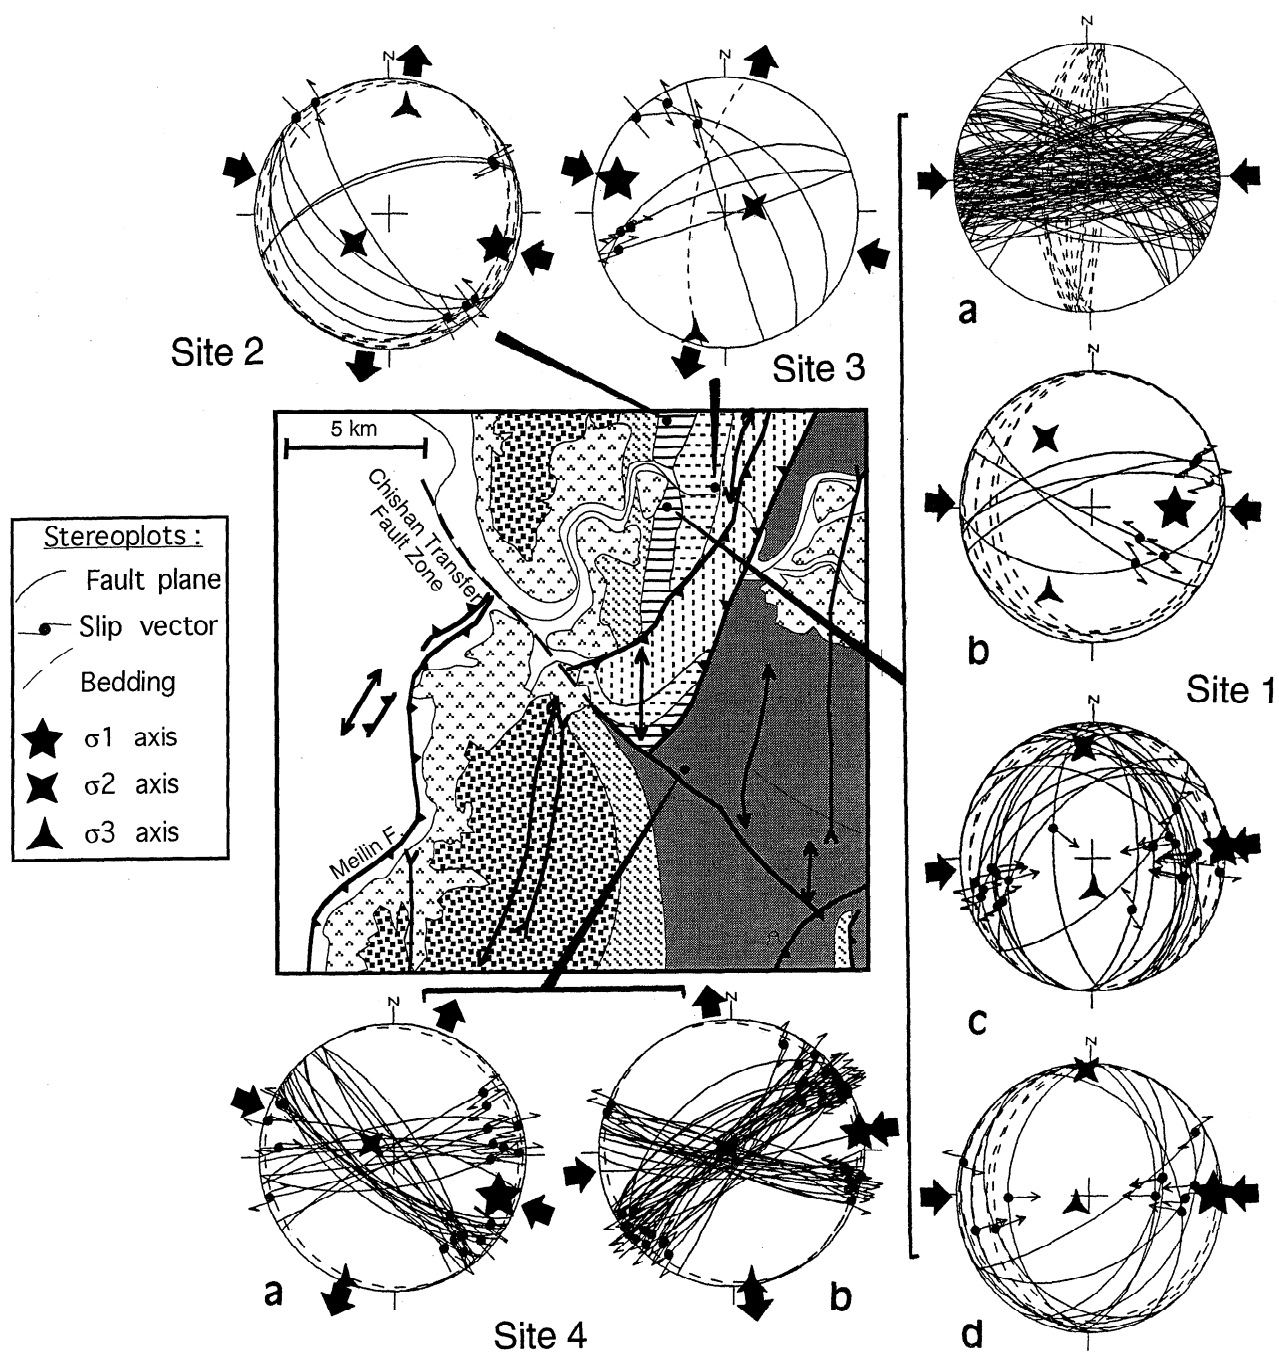 N
N
N
a
Site 2
Site 3
N
b
5 km
Chishan Transfer
Fault Zone
Stereoplots :
Fault plane
Slip vector
Bedding
σ1 axis
σ2 axis
σ3 axis
Site 1
N
c
Meilin F.
N
N
N
d
a
b
Site 4